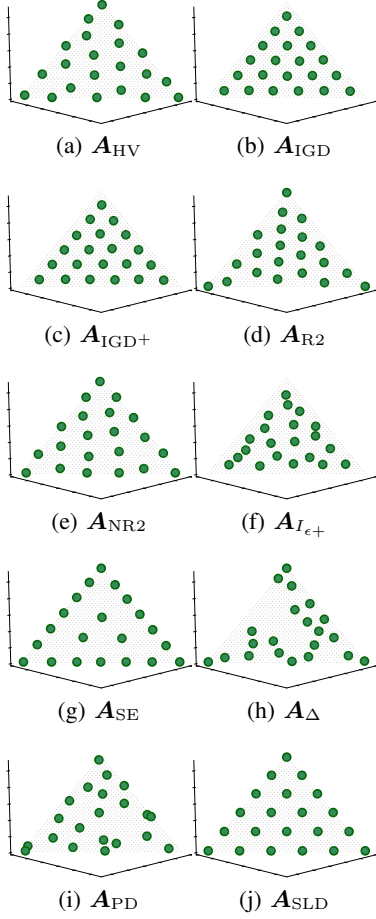 (a) A_HV
(b) A_IGD
(c) A_IGD+
(d) A_R2
(e) A_NR2
(f) A_Iϵ+
(g) A_SE
(h) A_Δ
(i) A_PD
(j) A_SLD